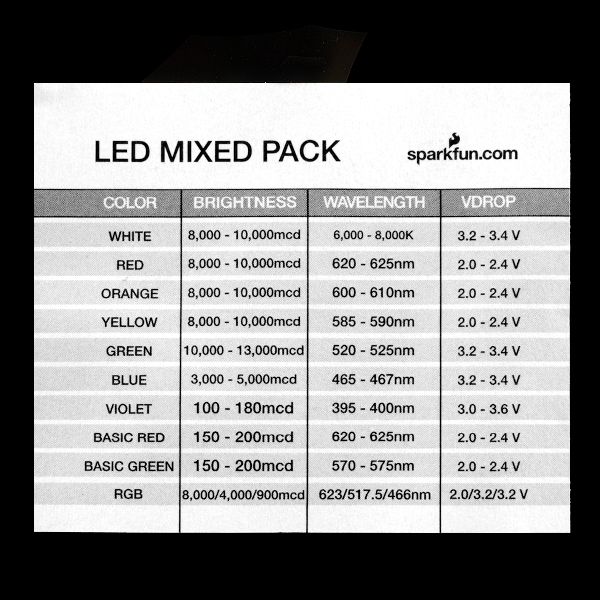 LED MIXED PACK
sparkfun.com
COLOR BRIGHTNESS WAVELENGTH VDROP
WHITE 8,000 - 10,000mcd 6,000 - 8,000K 3.2 - 3.4 V
RED 8,000 - 10,000mcd 620 - 625nm 2.0 - 2.4 V
ORANGE 8,000 - 10,000mcd 600 - 610nm 2.0 - 2.4 V
YELLOW 8,000 - 10,000mcd 585 - 590nm 2.0 - 2.4 V
GREEN 10,000 - 13,000mcd 520 - 525nm 3.2 - 3.4 V
BLUE 3,000 - 5,000mcd 465 - 467nm 3.2 - 3.4 V
VIOLET 100 - 180mcd 395 - 400nm 3.0 - 3.6 V
BASIC RED 150 - 200mcd 620 - 625nm 2.0 - 2.4 V
BASIC GREEN 150 - 200mcd 570 - 575nm 2.0 - 2.4 V
RGB 8,000/4,000/900mcd 623/517.5/466nm 2.0/3.2/3.2 V